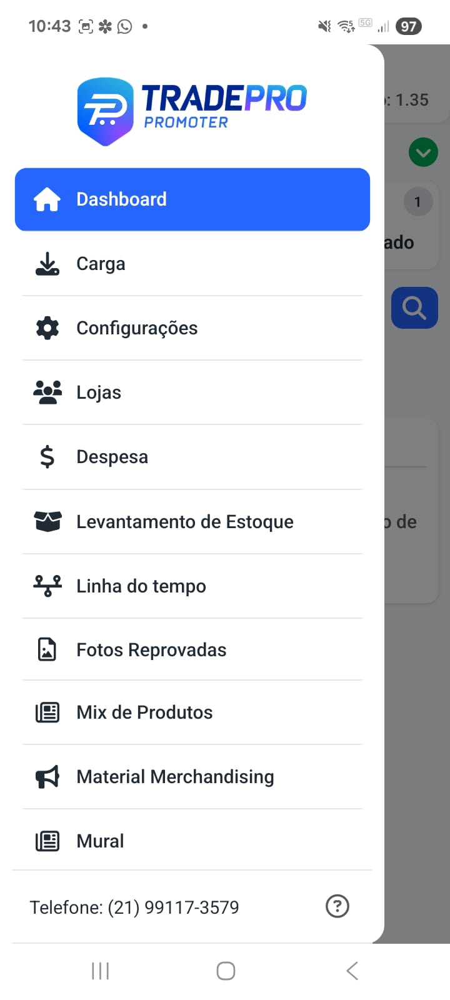 10:43
5G
97
TRADEPRO
PROMOTER
: 1.35
Dashboard
1
ado
Carga
Configurações
Lojas
Despesa
Levantamento de Estoque
o de
Linha do tempo
Fotos Reprovadas
Mix de Produtos
Material Merchandising
Mural
Telefone: (21) 99117-3579
?